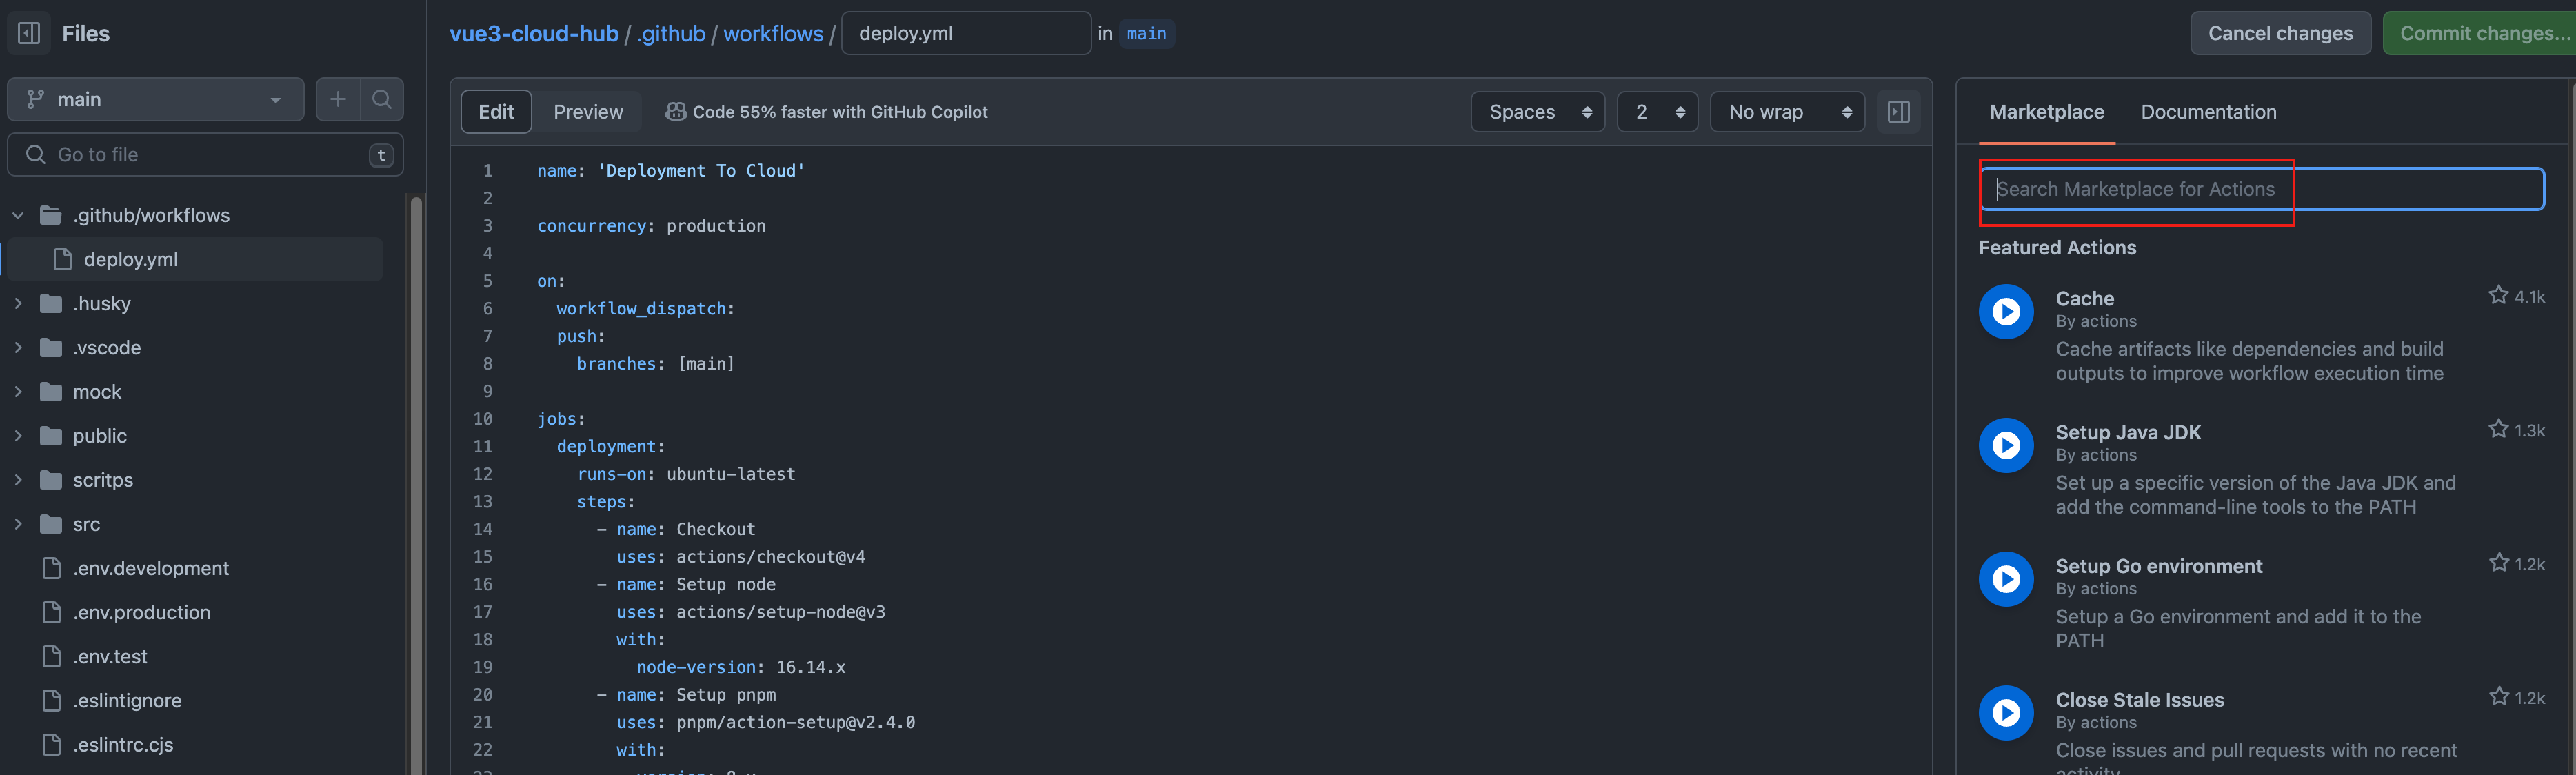 Files
main
Go to file
t
.github/workflows
deploy.yml
.husky
.vscode
mock
public
scritps
src
.env.development
.env.production
.env.test
.eslintignore
.eslintrc.cjs
vue3-cloud-hub / .github / workflows / deploy.yml in main
Cancel changes
Commit changes...
Edit
Preview
Code 55% faster with GitHub Copilot
Spaces
2
No wrap
1 name: 'Deployment To Cloud'
2
3 concurrency: production
4
5 on:
6 workflow_dispatch:
7 push:
8 branches: [main]
9
10 jobs:
11 deployment:
12 runs-on: ubuntu-latest
13 steps:
14 - name: Checkout
15 uses: actions/checkout@v4
16 - name: Setup node
17 uses: actions/setup-node@v3
18 with:
19 node-version: 16.14.x
20 - name: Setup pnpm
21 uses: pnpm/action-setup@v2.4.0
22 with:
Marketplace
Documentation
Search Marketplace for Actions
Featured Actions
Cache
4.1k
By actions
Cache artifacts like dependencies and build
outputs to improve workflow execution time
Setup Java JDK
1.3k
By actions
Set up a specific version of the Java JDK and
add the command-line tools to the PATH
Setup Go environment
1.2k
By actions
Setup a Go environment and add it to the
PATH
Close Stale Issues
1.2k
By actions
Close issues and pull requests with no recent
activity